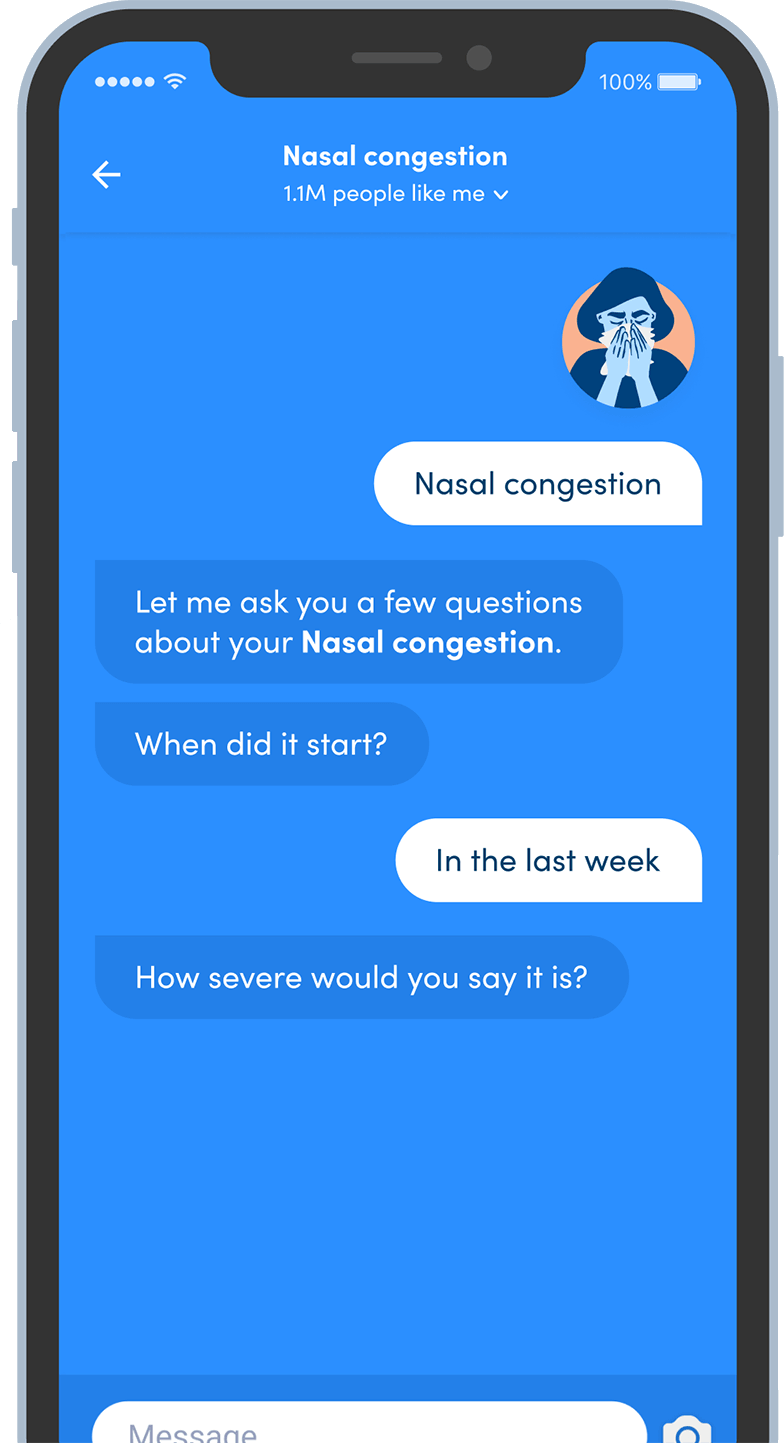 100%
Nasal congestion
1.1M people like me
Nasal congestion
Let me ask you a few questions
about your Nasal congestion.
When did it start?
In the last week
How severe would you say it is?
Message